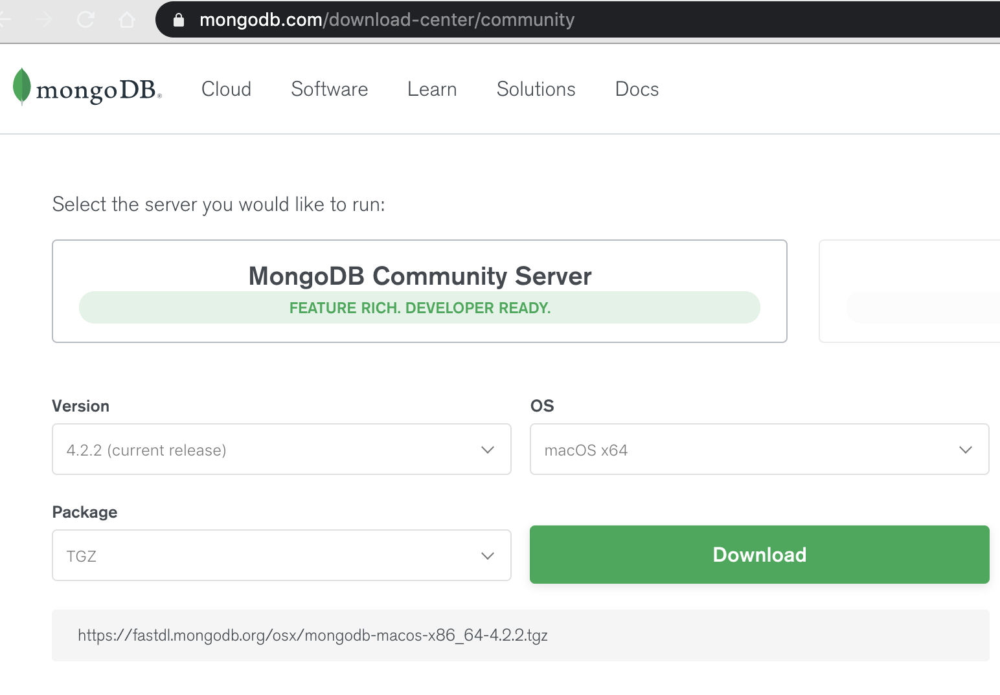 mongodb.com/download-center/community
mongoDB® Cloud Software Learn Solutions Docs
Select the server you would like to run:
MongoDB Community Server
FEATURE RICH. DEVELOPER READY.
Version OS
4.2.2 (current release) macOS x64
Package
TGZ Download
https://fastdl.mongodb.org/osx/mongodb-macos-x86_64-4.2.2.tgz